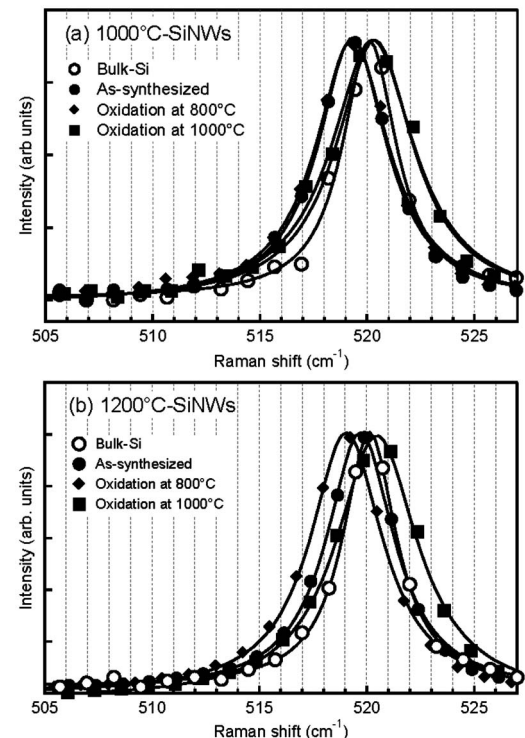 (a) 1000°C-SiNWs
Bulk-Si
As-synthesized
Oxidation at 800°C
Oxidation at 1000°C
Intensity (arb units)
505 510 515 520 525
Raman shift (cm⁻¹)
(b) 1200°C-SiNWs
Bulk-Si
As-synthesized
Oxidation at 800°C
Oxidation at 1000°C
Intensity (arb. units)
505 510 515 520 525
Raman shift (cm⁻¹)